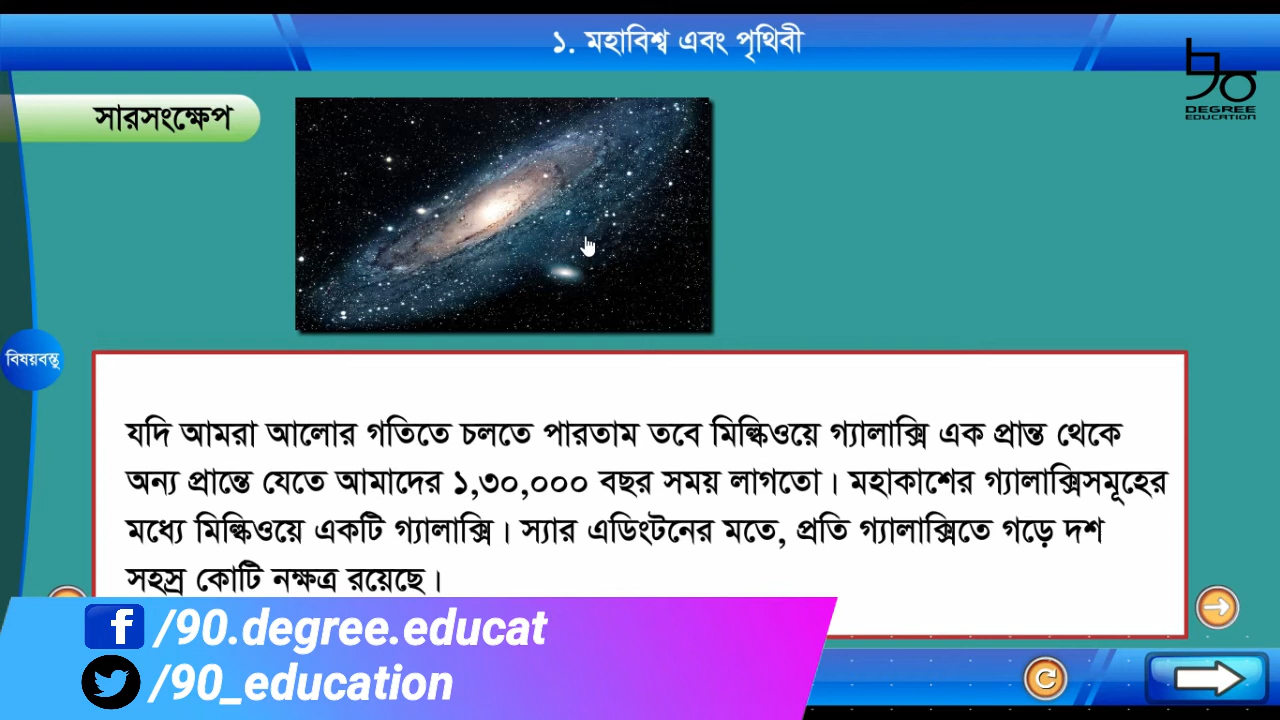 ১. মহাবিশ্ব এবং পৃথিবী
৯০
DEGREE
EDUCATION
সারসংক্ষেপ
বিষয়বস্তু
যদি আমরা আলোর গতিতে চলতে পারতাম তবে মিল্কিওয়ে গ্যালাক্সি এক প্রান্ত থেকে
অন্য প্রান্তে যেতে আমাদের ১,৩০,০০০ বছর সময় লাগতো। মহাকাশের গ্যালাক্সিসমূহের
মধ্যে মিল্কিওয়ে একটি গ্যালাক্সি। স্যার এডিংটনের মতে, প্রতি গ্যালাক্সিতে গড়ে দশ
সহস্র কোটি নক্ষত্র রয়েছে।
/90.degree.educat
/90_education